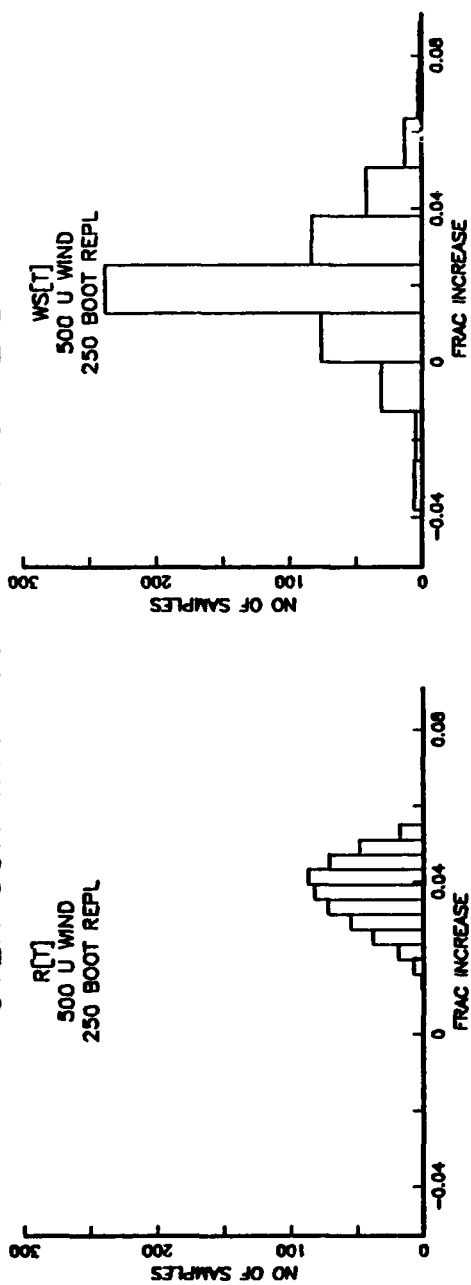 R[T]
500 U WIND
250 BOOT REPL
NO OF SAMPLES
300
200
100
0
-0.04
0
0.04
0.08
FRAC INCREASE
WS[T]
500 U WIND
250 BOOT REPL
NO OF SAMPLES
300
200
100
0
-0.04
0
0.04
0.08
FRAC INCREASE